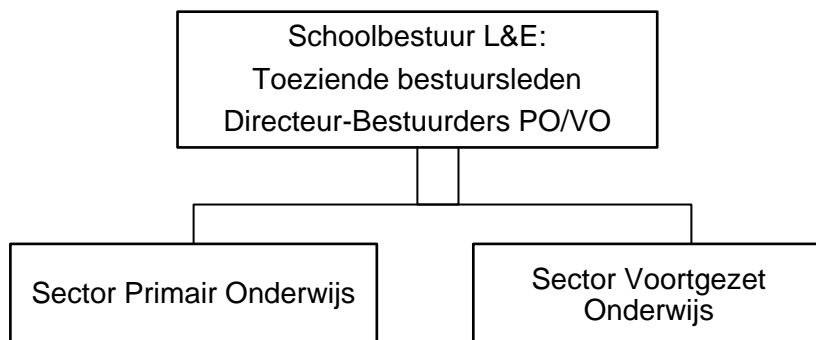 Schoolbestuur L&E:
Toeziende bestuursleden
Directeur-Bestuurders PO/VO
Sector Primair Onderwijs
Sector Voortgezet
Onderwijs